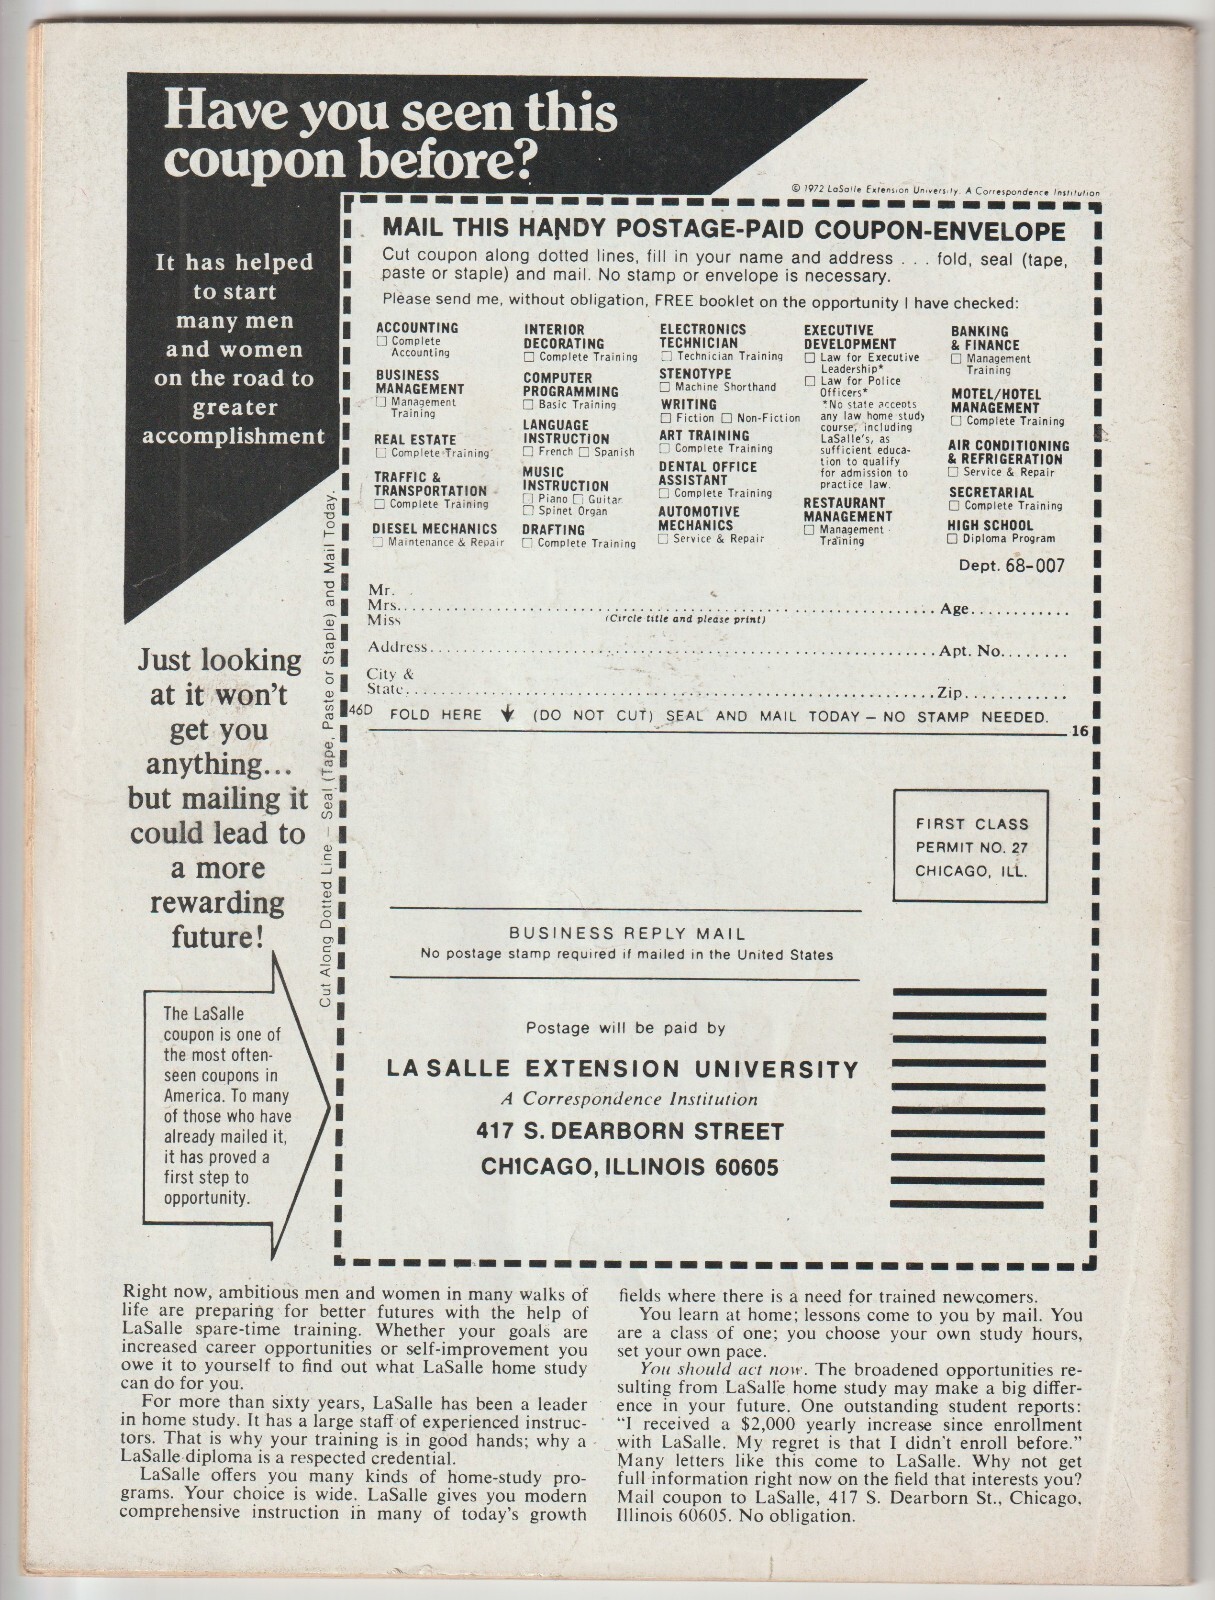 Have you seen this
coupon before?
It has helped
to start
many men
and women
on the road to
greater
accomplishment
© 1972 LaSalle Extension University. A Correspondence Institution
MAIL THIS HANDY POSTAGE-PAID COUPON-ENVELOPE
Cut coupon along dotted lines, fill in your name and address . . . fold, seal (tape,
paste or staple) and mail. No stamp or envelope is necessary.
Please send me, without obligation, FREE booklet on the opportunity I have checked:
ACCOUNTING
☐ Complete
Accounting
BUSINESS
MANAGEMENT
☐ Management
Training
REAL ESTATE
☐ Complete Training
TRAFFIC &
TRANSPORTATION
☐ Complete Training
DIESEL MECHANICS
☐ Maintenance & Repair
INTERIOR
DECORATING
☐ Complete Training
COMPUTER
PROGRAMMING
☐ Basic Training
LANGUAGE
INSTRUCTION
☐ French ☐ Spanish
MUSIC
INSTRUCTION
☐ Piano ☐ Guitar
☐ Spinet Organ
DRAFTING
☐ Complete Training
ELECTRONICS
TECHNICIAN
☐ Technician Training
STENOTYPE
☐ Machine Shorthand
WRITING
☐ Fiction ☐ Non-Fiction
ART TRAINING
☐ Complete Training
DENTAL OFFICE
ASSISTANT
☐ Complete Training
AUTOMOTIVE
MECHANICS
☐ Service & Repair
EXECUTIVE
DEVELOPMENT
☐ Law for Executive
Leadership*
☐ Law for Police
Officers*
*No state accepts
any law home study
course, including
LaSalle's, as
sufficient educa-
tion to qualify
for admission to
practice law.
RESTAURANT
MANAGEMENT
☐ Management
Training
BANKING
& FINANCE
☐ Management
Training
MOTEL/HOTEL
MANAGEMENT
☐ Complete Training
AIR CONDITIONING
& REFRIGERATION
☐ Service & Repair
SECRETARIAL
☐ Complete Training
HIGH SCHOOL
☐ Diploma Program
Dept. 68-007
Mr.
Mrs. Age
Miss (Circle title and please print)
Address Apt. No.
City &
State Zip
46D FOLD HERE (DO NOT CUT) SEAL AND MAIL TODAY – NO STAMP NEEDED.
16
Cut Along Dotted Line – Seal (Tape, Paste or Staple) and Mail Today.
Just looking
at it won't
get you
anything...
but mailing it
could lead to
a more
rewarding
future!
The LaSalle
coupon is one of
the most often-
seen coupons in
America. To many
of those who have
already mailed it,
it has proved a
first step to
opportunity.
FIRST CLASS
PERMIT NO. 27
CHICAGO, ILL.
BUSINESS REPLY MAIL
No postage stamp required if mailed in the United States
Postage will be paid by
LA SALLE EXTENSION UNIVERSITY
A Correspondence Institution
417 S. DEARBORN STREET
CHICAGO, ILLINOIS 60605
Right now, ambitious men and women in many walks of
life are preparing for better futures with the help of
LaSalle spare-time training. Whether your goals are
increased career opportunities or self-improvement you
owe it to yourself to find out what LaSalle home study
can do for you.
For more than sixty years, LaSalle has been a leader
in home study. It has a large staff of experienced instruc-
tors. That is why your training is in good hands; why a
LaSalle diploma is a respected credential.
LaSalle offers you many kinds of home-study pro-
grams. Your choice is wide. LaSalle gives you modern
comprehensive instruction in many of today's growth
fields where there is a need for trained newcomers.
You learn at home; lessons come to you by mail. You
are a class of one; you choose your own study hours,
set your own pace.
You should act now. The broadened opportunities re-
sulting from LaSalle home study may make a big differ-
ence in your future. One outstanding student reports:
"I received a $2,000 yearly increase since enrollment
with LaSalle. My regret is that I didn't enroll before."
Many letters like this come to LaSalle. Why not get
full information right now on the field that interests you?
Mail coupon to LaSalle, 417 S. Dearborn St., Chicago,
Illinois 60605. No obligation.